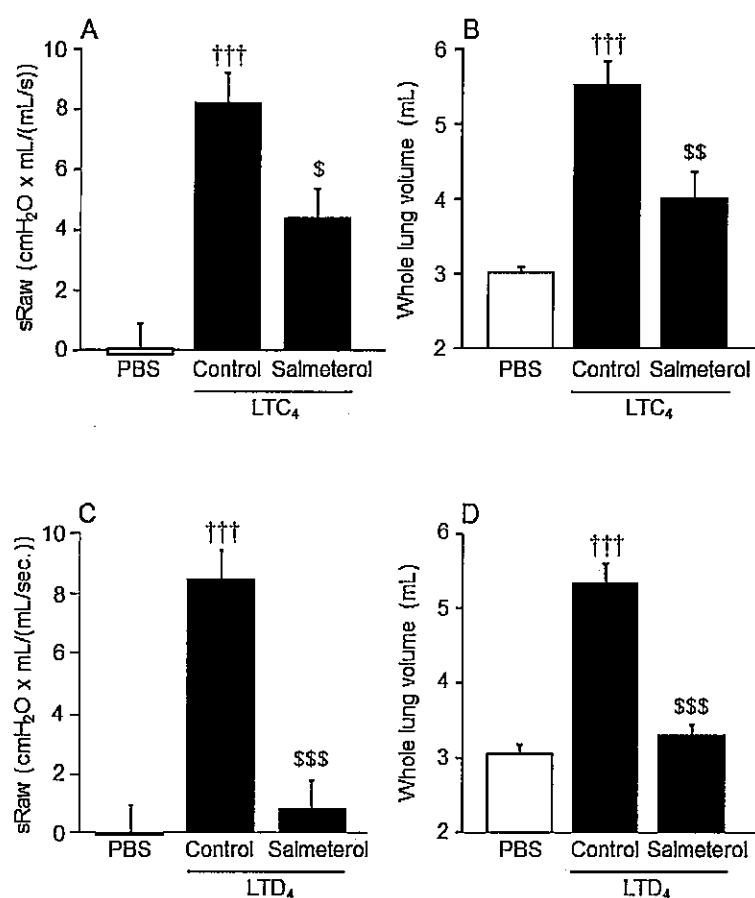 A
†††
10
8
6
4
2
0
sRaw (cmH₂O x mL/(mL/s))
$
PBS Control Salmeterol
LTC₄
B
†††
6
5
4
3
2
Whole lung volume (mL)
$$
PBS Control Salmeterol
LTC₄
C
†††
10
8
6
4
2
0
sRaw (cmH₂O x mL/(mL/sec.))
$$$
PBS Control Salmeterol
LTD₄
D
†††
6
5
4
3
2
Whole lung volume (mL)
$$$
PBS Control Salmeterol
LTD₄